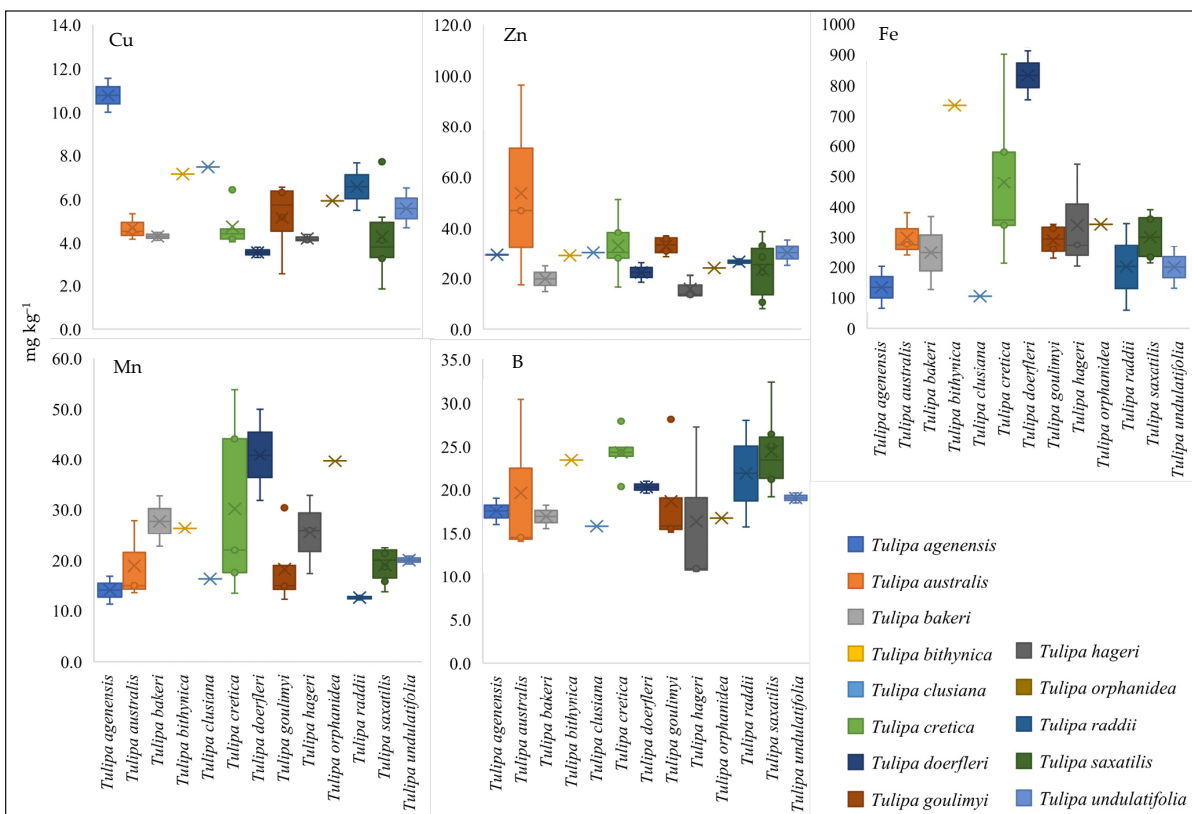 Cu
14.0
12.0
10.0
8.0
6.0
4.0
2.0
0.0
Zn
120.0
100.0
80.0
60.0
40.0
20.0
0.0
Fe
1000
900
800
700
600
500
400
300
200
100
0
Tulipa agenensis
Tulipa australis
Tulipa bakeri
Tulipa bithynica
Tulipa clusiana
Tulipa cretica
Tulipa doerfleri
Tulipa goulimyi
Tulipa hageri
Tulipa orphanidea
Tulipa raddii
Tulipa saxatilis
Tulipa undulatifolia
mg kg⁻¹
Mn
60.0
50.0
40.0
30.0
20.0
10.0
0.0
Tulipa agenensis
Tulipa australis
Tulipa bakeri
Tulipa bithynica
Tulipa clusiana
Tulipa cretica
Tulipa doerfleri
Tulipa goulimyi
Tulipa hageri
Tulipa orphanidea
Tulipa raddii
Tulipa saxatilis
Tulipa undulatifolia
B
35.0
30.0
25.0
20.0
15.0
10.0
5.0
0.0
Tulipa agenensis
Tulipa australis
Tulipa bakeri
Tulipa bithynica
Tulipa clusiana
Tulipa cretica
Tulipa doerfleri
Tulipa goulimyi
Tulipa hageri
Tulipa orphanidea
Tulipa raddii
Tulipa saxatilis
Tulipa undulatifolia
Tulipa agenensis
Tulipa australis
Tulipa bakeri
Tulipa bithynica
Tulipa clusiana
Tulipa cretica
Tulipa doerfleri
Tulipa goulimyi
Tulipa hageri
Tulipa orphanidea
Tulipa raddii
Tulipa saxatilis
Tulipa undulatifolia